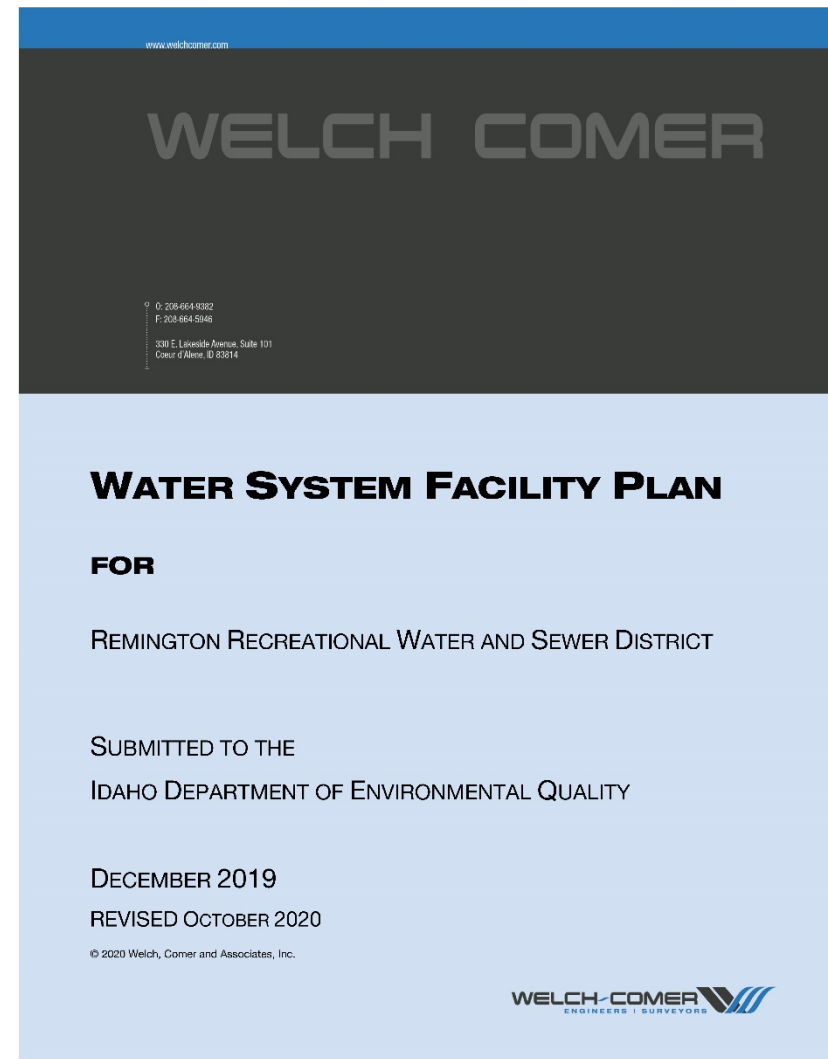 www.welchcomer.com
WELCH COMER
O: 208-664-9382
F: 208-664-5946
330 E. Lakeside Avenue, Suite 101
Coeur d'Alene, ID 83814
WATER SYSTEM FACILITY PLAN
FOR
REMINGTON RECREATIONAL WATER AND SEWER DISTRICT
SUBMITTED TO THE
IDAHO DEPARTMENT OF ENVIRONMENTAL QUALITY
DECEMBER 2019
REVISED OCTOBER 2020
© 2020 Welch, Comer and Associates, Inc.
WELCH-COMER
ENGINEERS | SURVEYORS